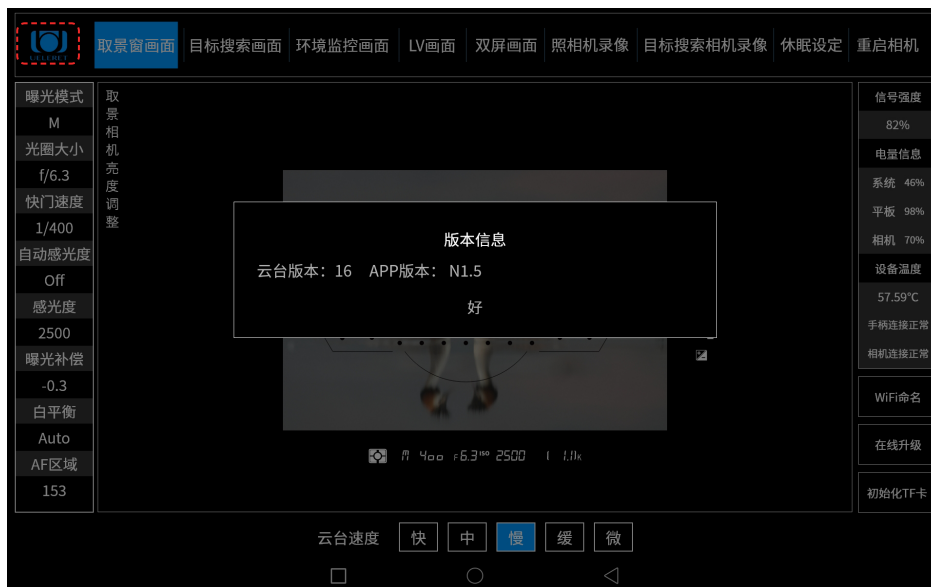 UELERET
取景窗画面 目标搜索画面 环境监控画面 LV画面 双屏画面 照相机录像 目标搜索相机录像 休眠设定 重启相机
曝光模式
M
光圈大小
f/6.3
快门速度
1/400
自动感光度
Off
感光度
2500
曝光补偿
-0.3
白平衡
Auto
AF区域
153
取景相机亮度调整
版本信息
云台版本：16 APP版本： N1.5
好
M 400 F6.3 ISO 2500
信号强度
82%
电量信息
系统 46%
平板 98%
相机 70%
设备温度
57.59℃
手柄连接正常
相机连接正常
WiFi命名
在线升级
初始化TF卡
云台速度 快 中 慢 缓 微